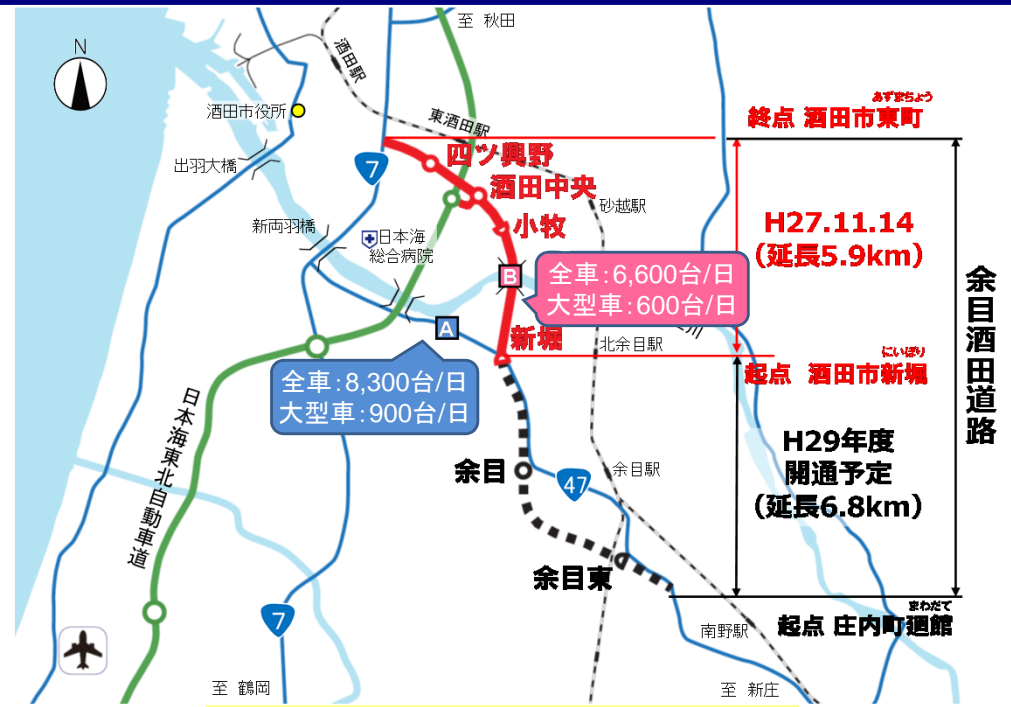 至 秋田
N
酒田駅
酒田市役所
東酒田駅
あずまちょう
終点 酒田市東町
出羽大橋
7
四ツ興野
酒田中央
砂越駅
小牧
新両羽橋
日本海
総合病院
H27.11.14
(延長5.9km)
B
全車:6,600台/日
大型車:600台/日
川
A
新堀
北余目駅
にいぼり
起点 酒田市新堀
全車:8,300台/日
大型車:900台/日
余目酒田道路
日本海東北自動車道
H29年度
開通予定
(延長6.8km)
余目
47
余目駅
余目東
7
まわだて
起点 庄内町廻館
南野駅
至 鶴岡
至 新庄